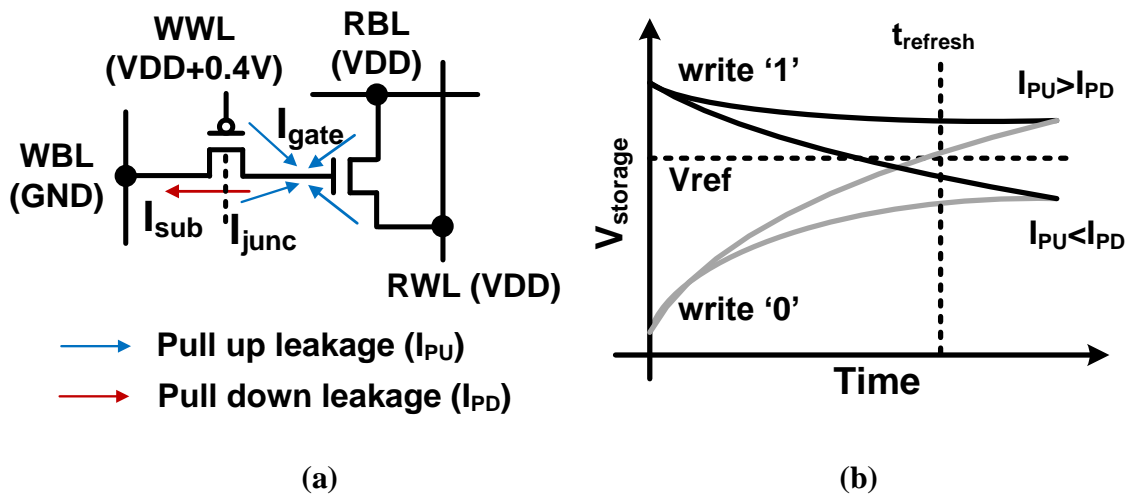 WWL
(VDD+0.4V)
RBL
(VDD)
WBL
(GND)
Igate
Isub
Ijunc
RWL (VDD)
Pull up leakage (IPU)
Pull down leakage (IPD)
(a)
trefresh
write ‘1’
IPU>IPD
Vref
Vstorage
IPU<IPD
write ‘0’
Time
(b)